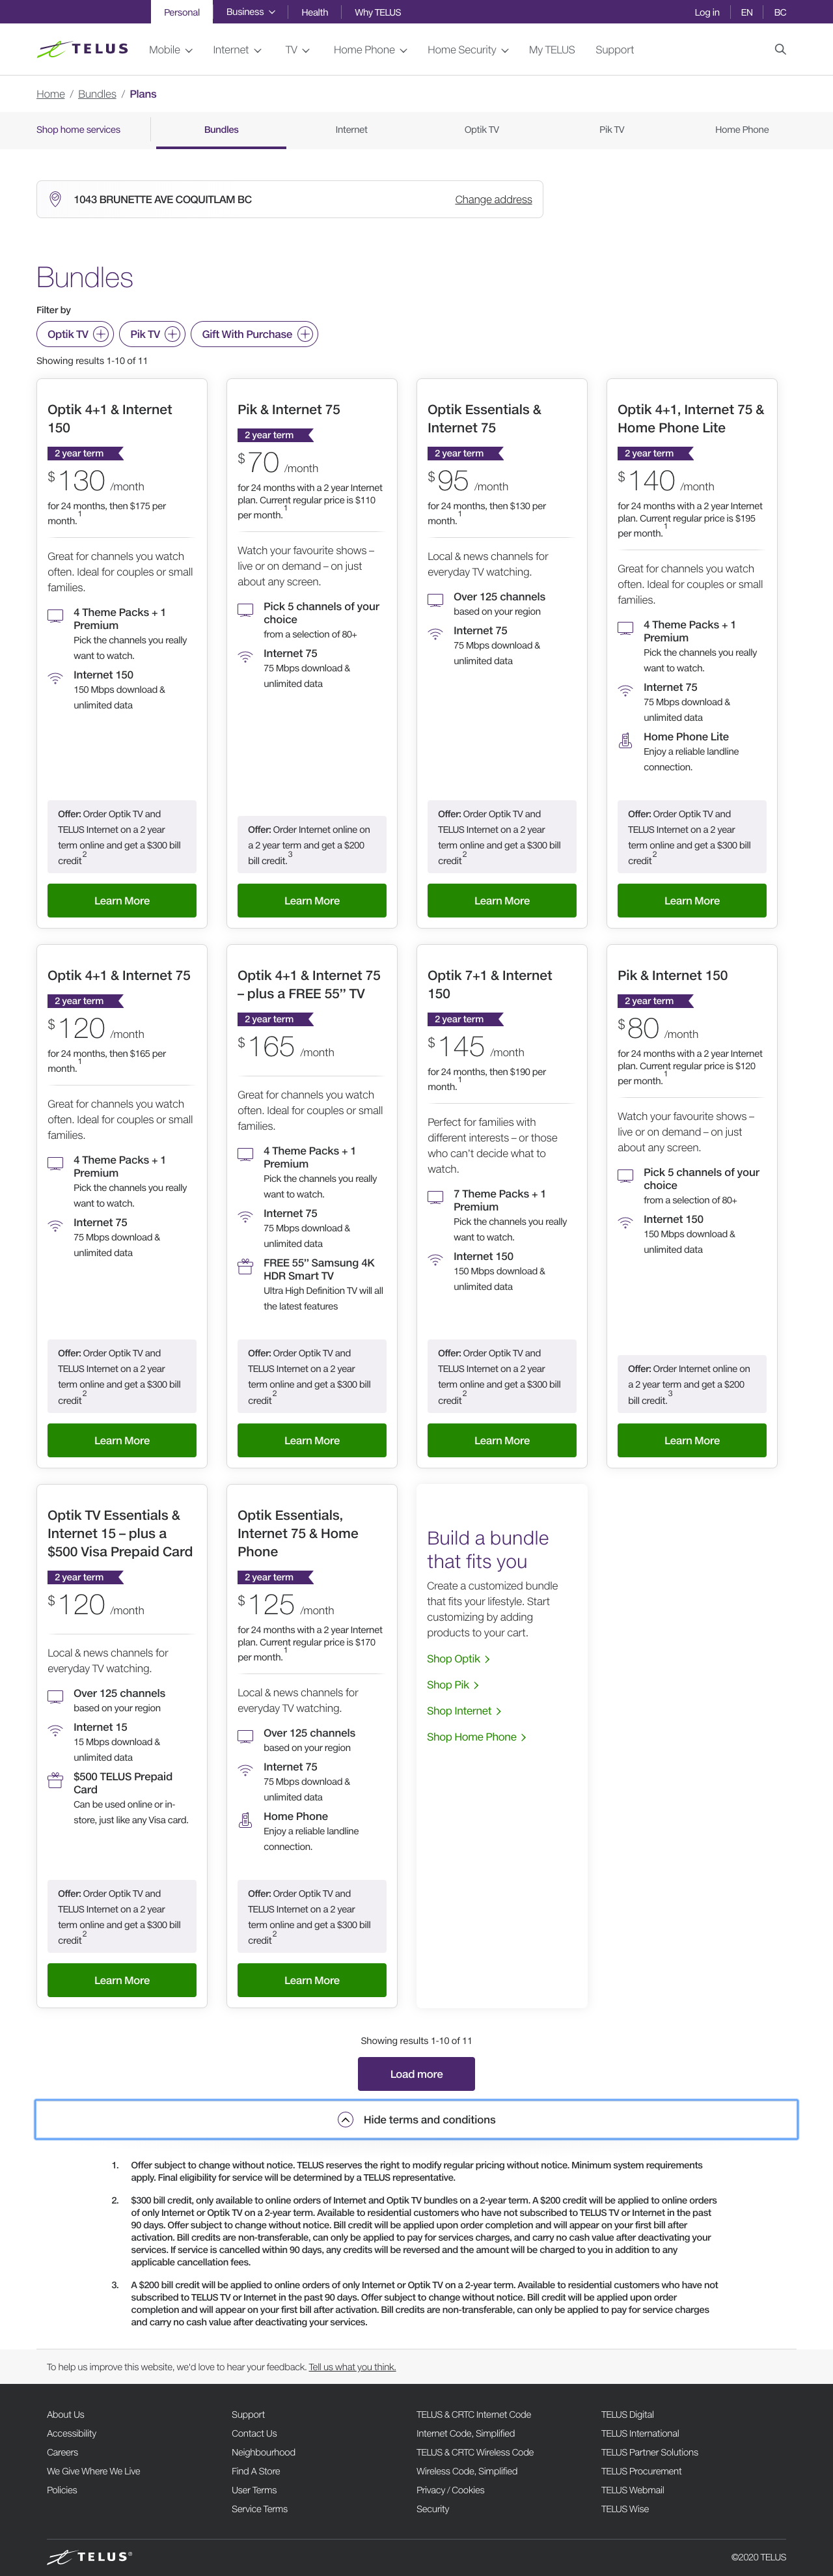 Personal
Business
Health
Why TELUS
Log in
EN
BC
TELUS
Mobile
Internet
TV
Home Phone
Home Security
My TELUS
Support
Home / Bundles / Plans
Shop home services
Bundles
Internet
Optik TV
Pik TV
Home Phone
1043 BRUNETTE AVE COQUITLAM BC
Change address
Bundles
Filter by
Optik TV
Pik TV
Gift With Purchase
Showing results 1-10 of 11
Optik 4+1 & Internet
150
2 year term
$130 /month
for 24 months, then $175 per
month.1
Great for channels you watch
often. Ideal for couples or small
families.
4 Theme Packs + 1
Premium
Pick the channels you really
want to watch.
Internet 150
150 Mbps download &
unlimited data
Offer: Order Optik TV and
TELUS Internet on a 2 year
term online and get a $300 bill
credit2
Learn More
Pik & Internet 75
2 year term
$70 /month
for 24 months with a 2 year Internet
plan. Current regular price is $110
per month.1
Watch your favourite shows –
live or on demand – on just
about any screen.
Pick 5 channels of your
choice
from a selection of 80+
Internet 75
75 Mbps download &
unlimited data
Offer: Order Internet online on
a 2 year term and get a $200
bill credit.3
Learn More
Optik Essentials &
Internet 75
2 year term
$95 /month
for 24 months, then $130 per
month.1
Local & news channels for
everyday TV watching.
Over 125 channels
based on your region
Internet 75
75 Mbps download &
unlimited data
Offer: Order Optik TV and
TELUS Internet on a 2 year
term online and get a $300 bill
credit2
Learn More
Optik 4+1, Internet 75 &
Home Phone Lite
2 year term
$140 /month
for 24 months with a 2 year Internet
plan. Current regular price is $195
per month.1
Great for channels you watch
often. Ideal for couples or small
families.
4 Theme Packs + 1
Premium
Pick the channels you really
want to watch.
Internet 75
75 Mbps download &
unlimited data
Home Phone Lite
Enjoy a reliable landline
connection.
Offer: Order Optik TV and
TELUS Internet on a 2 year
term online and get a $300 bill
credit2
Learn More
Optik 4+1 & Internet 75
2 year term
$120 /month
for 24 months, then $165 per
month.1
Great for channels you watch
often. Ideal for couples or small
families.
4 Theme Packs + 1
Premium
Pick the channels you really
want to watch.
Internet 75
75 Mbps download &
unlimited data
Offer: Order Optik TV and
TELUS Internet on a 2 year
term online and get a $300 bill
credit2
Learn More
Optik 4+1 & Internet 75
– plus a FREE 55” TV
2 year term
$165 /month
Great for channels you watch
often. Ideal for couples or small
families.
4 Theme Packs + 1
Premium
Pick the channels you really
want to watch.
Internet 75
75 Mbps download &
unlimited data
FREE 55” Samsung 4K
HDR Smart TV
Ultra High Definition TV will all
the latest features
Offer: Order Optik TV and
TELUS Internet on a 2 year
term online and get a $300 bill
credit2
Learn More
Optik 7+1 & Internet
150
2 year term
$145 /month
for 24 months, then $190 per
month.1
Perfect for families with
different interests – or those
who can't decide what to
watch.
7 Theme Packs + 1
Premium
Pick the channels you really
want to watch.
Internet 150
150 Mbps download &
unlimited data
Offer: Order Optik TV and
TELUS Internet on a 2 year
term online and get a $300 bill
credit2
Learn More
Pik & Internet 150
2 year term
$80 /month
for 24 months with a 2 year Internet
plan. Current regular price is $120
per month.1
Watch your favourite shows –
live or on demand – on just
about any screen.
Pick 5 channels of your
choice
from a selection of 80+
Internet 150
150 Mbps download &
unlimited data
Offer: Order Internet online on
a 2 year term and get a $200
bill credit.3
Learn More
Optik TV Essentials &
Internet 15 – plus a
$500 Visa Prepaid Card
2 year term
$120 /month
Local & news channels for
everyday TV watching.
Over 125 channels
based on your region
Internet 15
15 Mbps download &
unlimited data
$500 TELUS Prepaid
Card
Can be used online or in-
store, just like any Visa card.
Offer: Order Optik TV and
TELUS Internet on a 2 year
term online and get a $300 bill
credit2
Learn More
Optik Essentials,
Internet 75 & Home
Phone
2 year term
$125 /month
for 24 months with a 2 year Internet
plan. Current regular price is $170
per month.1
Local & news channels for
everyday TV watching.
Over 125 channels
based on your region
Internet 75
75 Mbps download &
unlimited data
Home Phone
Enjoy a reliable landline
connection.
Offer: Order Optik TV and
TELUS Internet on a 2 year
term online and get a $300 bill
credit2
Learn More
Build a bundle
that fits you
Create a customized bundle
that fits your lifestyle. Start
customizing by adding
products to your cart.
Shop Optik
Shop Pik
Shop Internet
Shop Home Phone
Showing results 1-10 of 11
Load more
Hide terms and conditions
1. Offer subject to change without notice. TELUS reserves the right to modify regular pricing without notice. Minimum system requirements
apply. Final eligibility for service will be determined by a TELUS representative.
2. $300 bill credit, only available to online orders of Internet and Optik TV bundles on a 2-year term. A $200 credit will be applied to online orders
of only Internet or Optik TV on a 2-year term. Available to residential customers who have not subscribed to TELUS TV or Internet in the past
90 days. Offer subject to change without notice. Bill credit will be applied upon order completion and will appear on your first bill after
activation. Bill credits are non-transferable, can only be applied to pay for services charges, and carry no cash value after deactivating your
services. If service is cancelled within 90 days, any credits will be reversed and the amount will be charged to you in addition to any
applicable cancellation fees.
3. A $200 bill credit will be applied to online orders of only Internet or Optik TV on a 2-year term. Available to residential customers who have not
subscribed to TELUS TV or Internet in the past 90 days. Offer subject to change without notice. Bill credit will be applied upon order
completion and will appear on your first bill after activation. Bill credits are non-transferable, can only be applied to pay for service charges
and carry no cash value after deactivating your services.
To help us improve this website, we'd love to hear your feedback. Tell us what you think.
About Us
Accessibility
Careers
We Give Where We Live
Policies
Support
Contact Us
Neighbourhood
Find A Store
User Terms
Service Terms
TELUS & CRTC Internet Code
Internet Code, Simplified
TELUS & CRTC Wireless Code
Wireless Code, Simplified
Privacy / Cookies
Security
TELUS Digital
TELUS International
TELUS Partner Solutions
TELUS Procurement
TELUS Webmail
TELUS Wise
TELUS®
©2020 TELUS